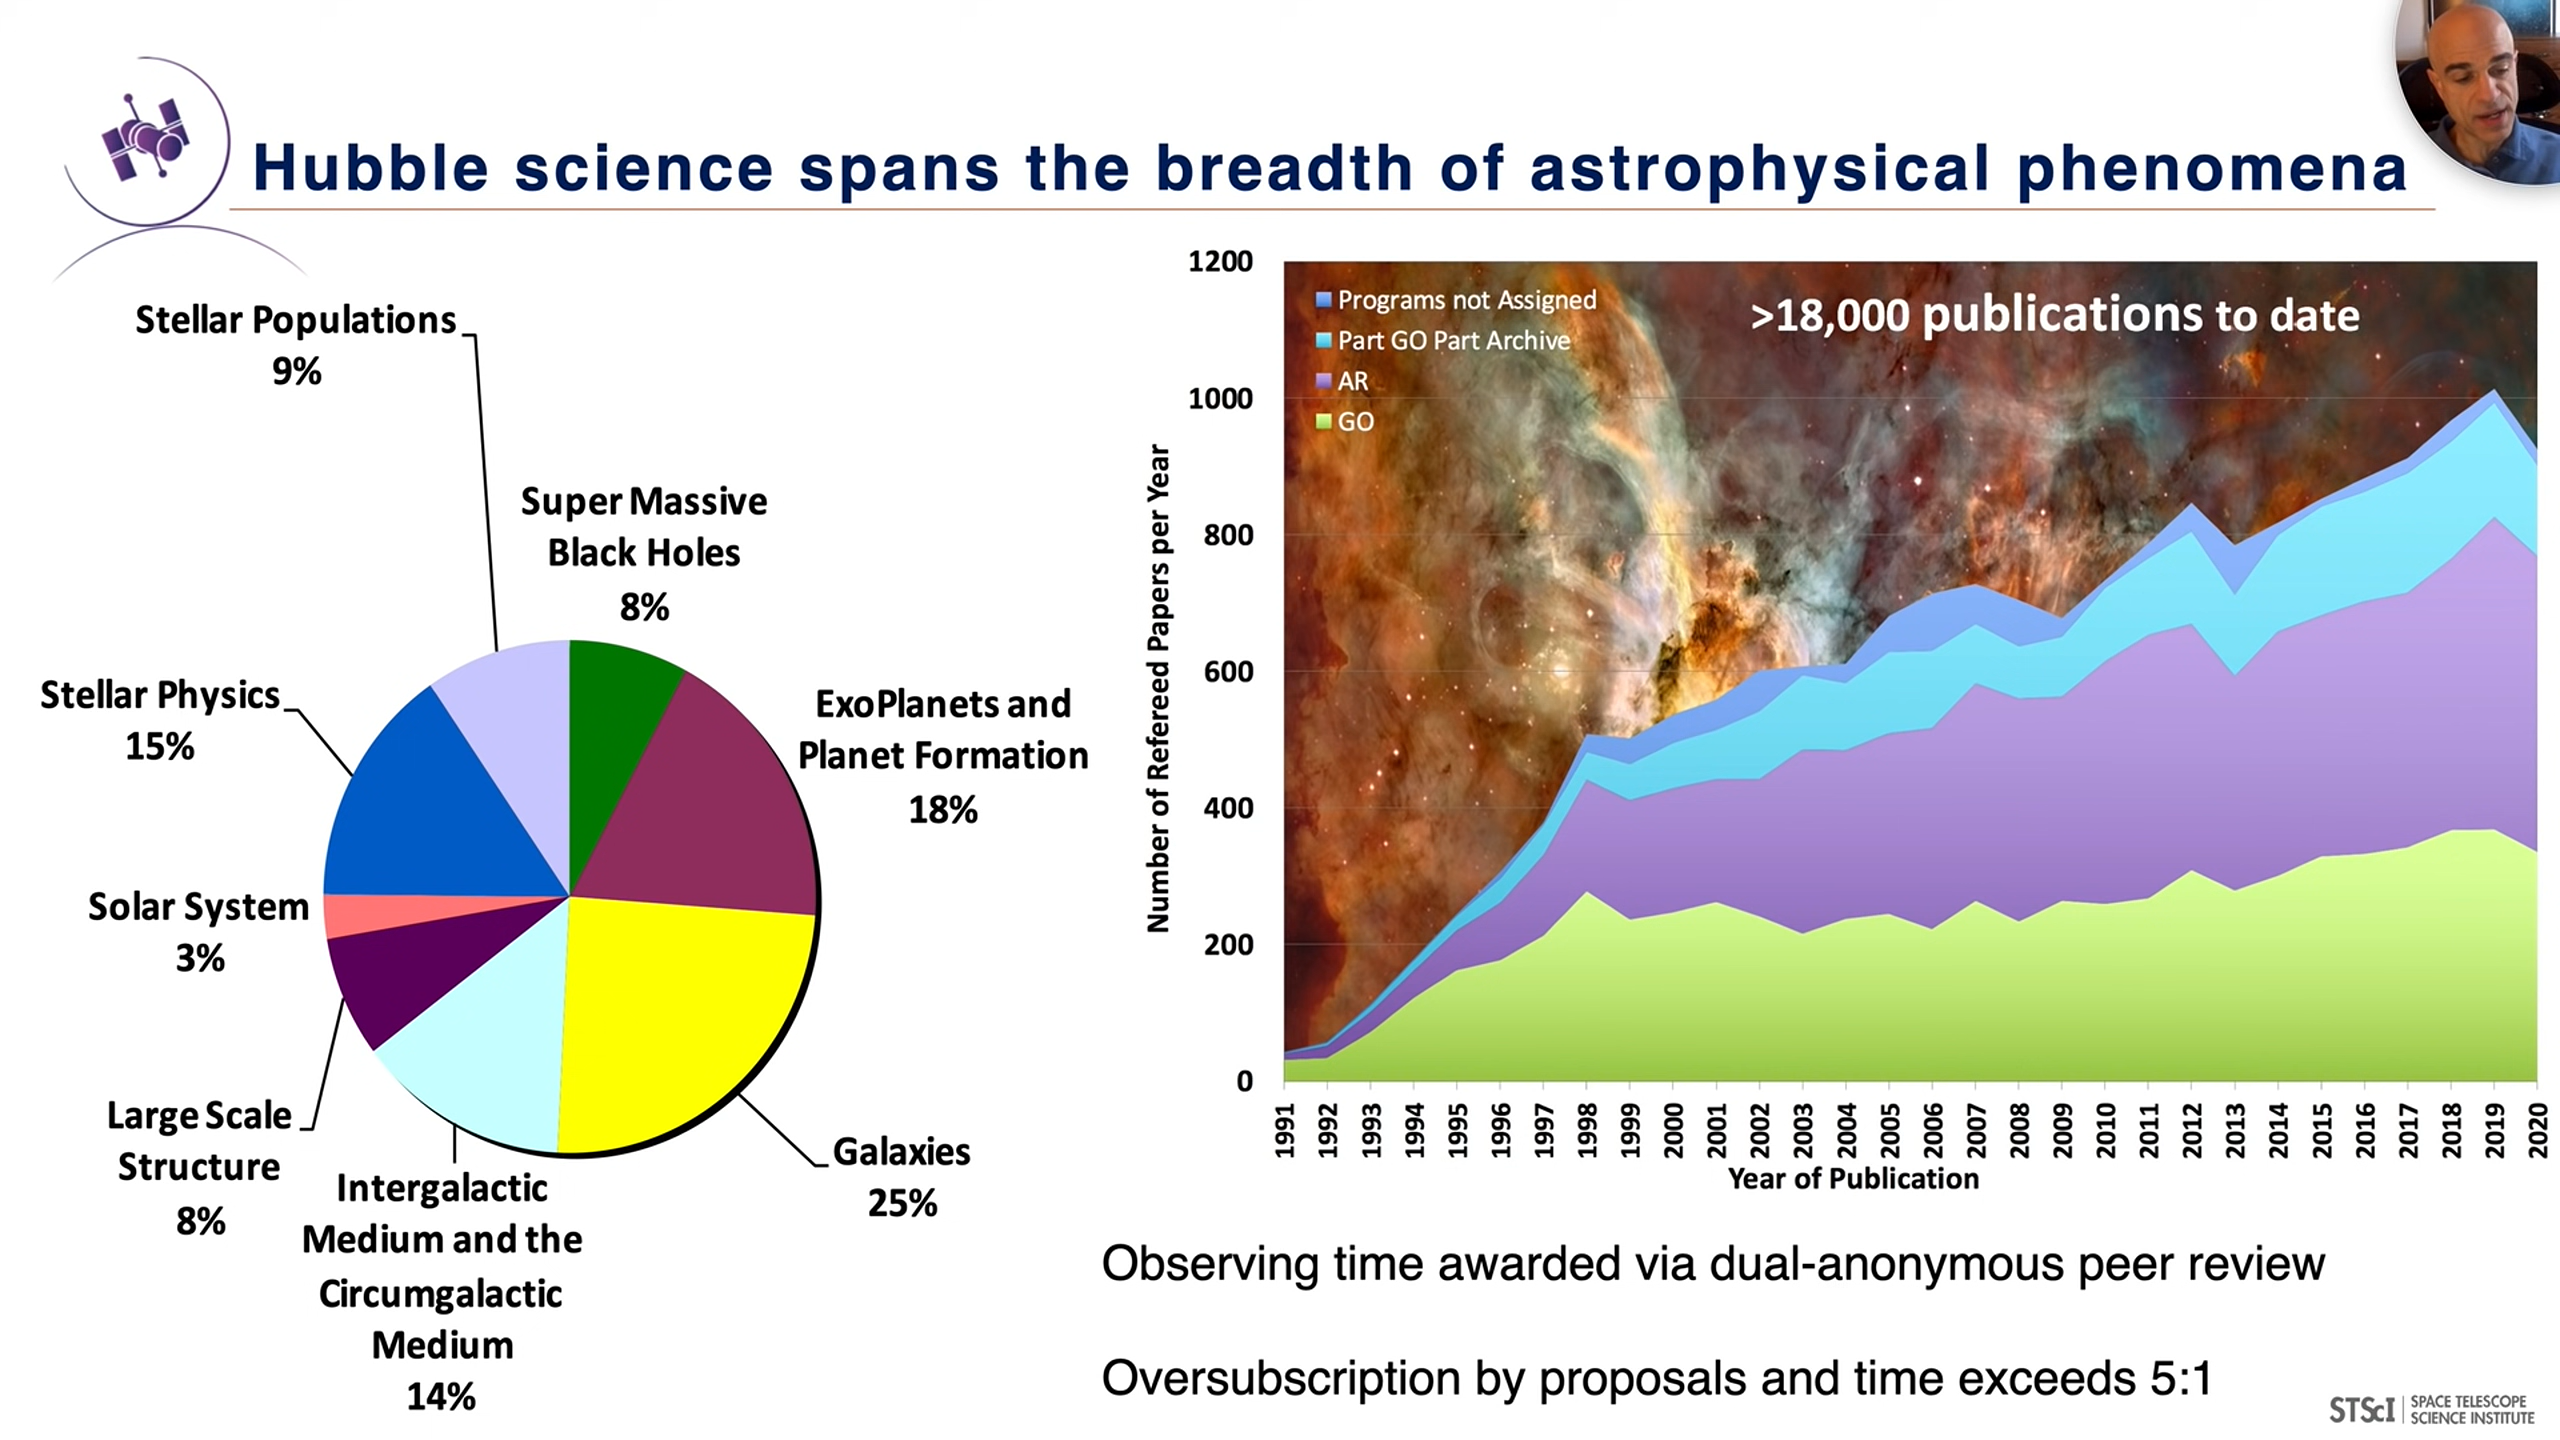 Hubble science spans the breadth of astrophysical phenomena
Stellar Populations
9%
Super Massive
Black Holes
8%
ExoPlanets and
Planet Formation
18%
Stellar Physics
15%
Solar System
3%
Large Scale
Structure
8%
Intergalactic
Medium and the
Circumgalactic
Medium
14%
Galaxies
25%
1200
1000
800
600
400
200
0
Number of Refereed Papers per Year
Programs not Assigned
Part GO Part Archive
AR
GO
>18,000 publications to date
1991 1992 1993 1994 1995 1996 1997 1998 1999 2000 2001 2002 2003 2004 2005 2006 2007 2008 2009 2010 2011 2012 2013 2014 2015 2016 2017 2018 2019 2020
Year of Publication
Observing time awarded via dual-anonymous peer review
Oversubscription by proposals and time exceeds 5:1
STScI
SPACE TELESCOPE
SCIENCE INSTITUTE